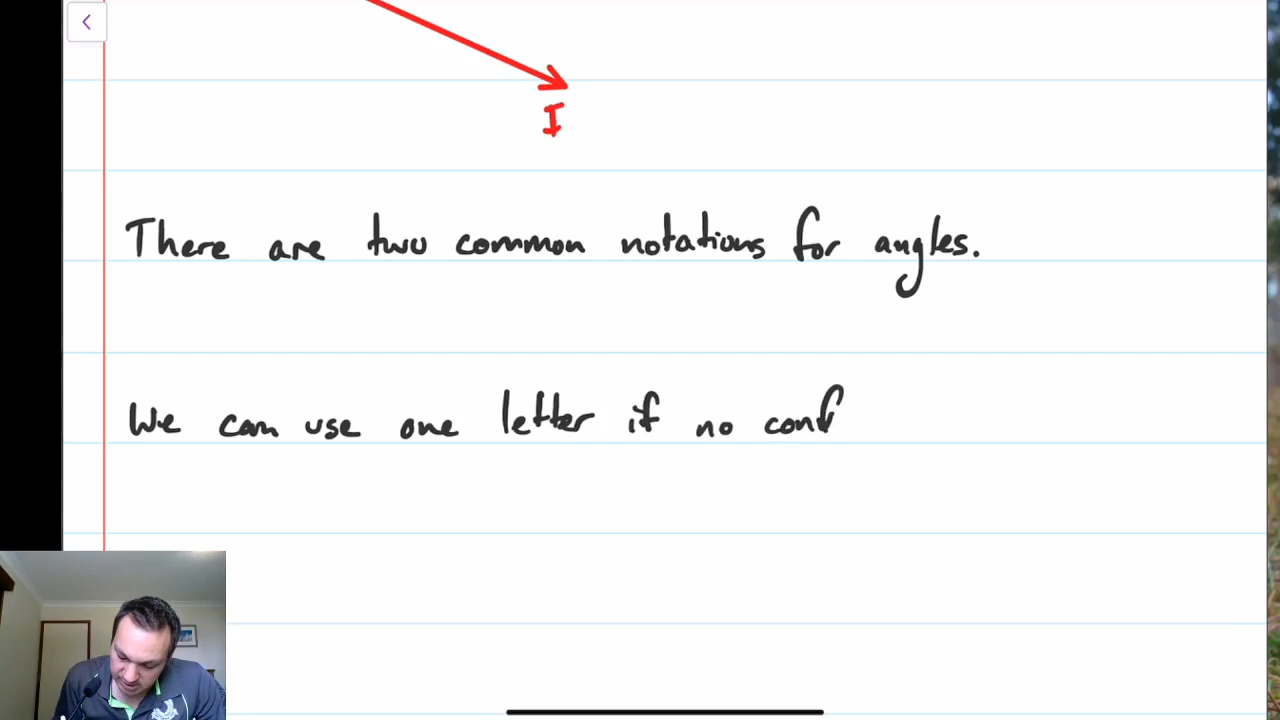 I
There are two common notations for angles.
We can use one letter if no conf